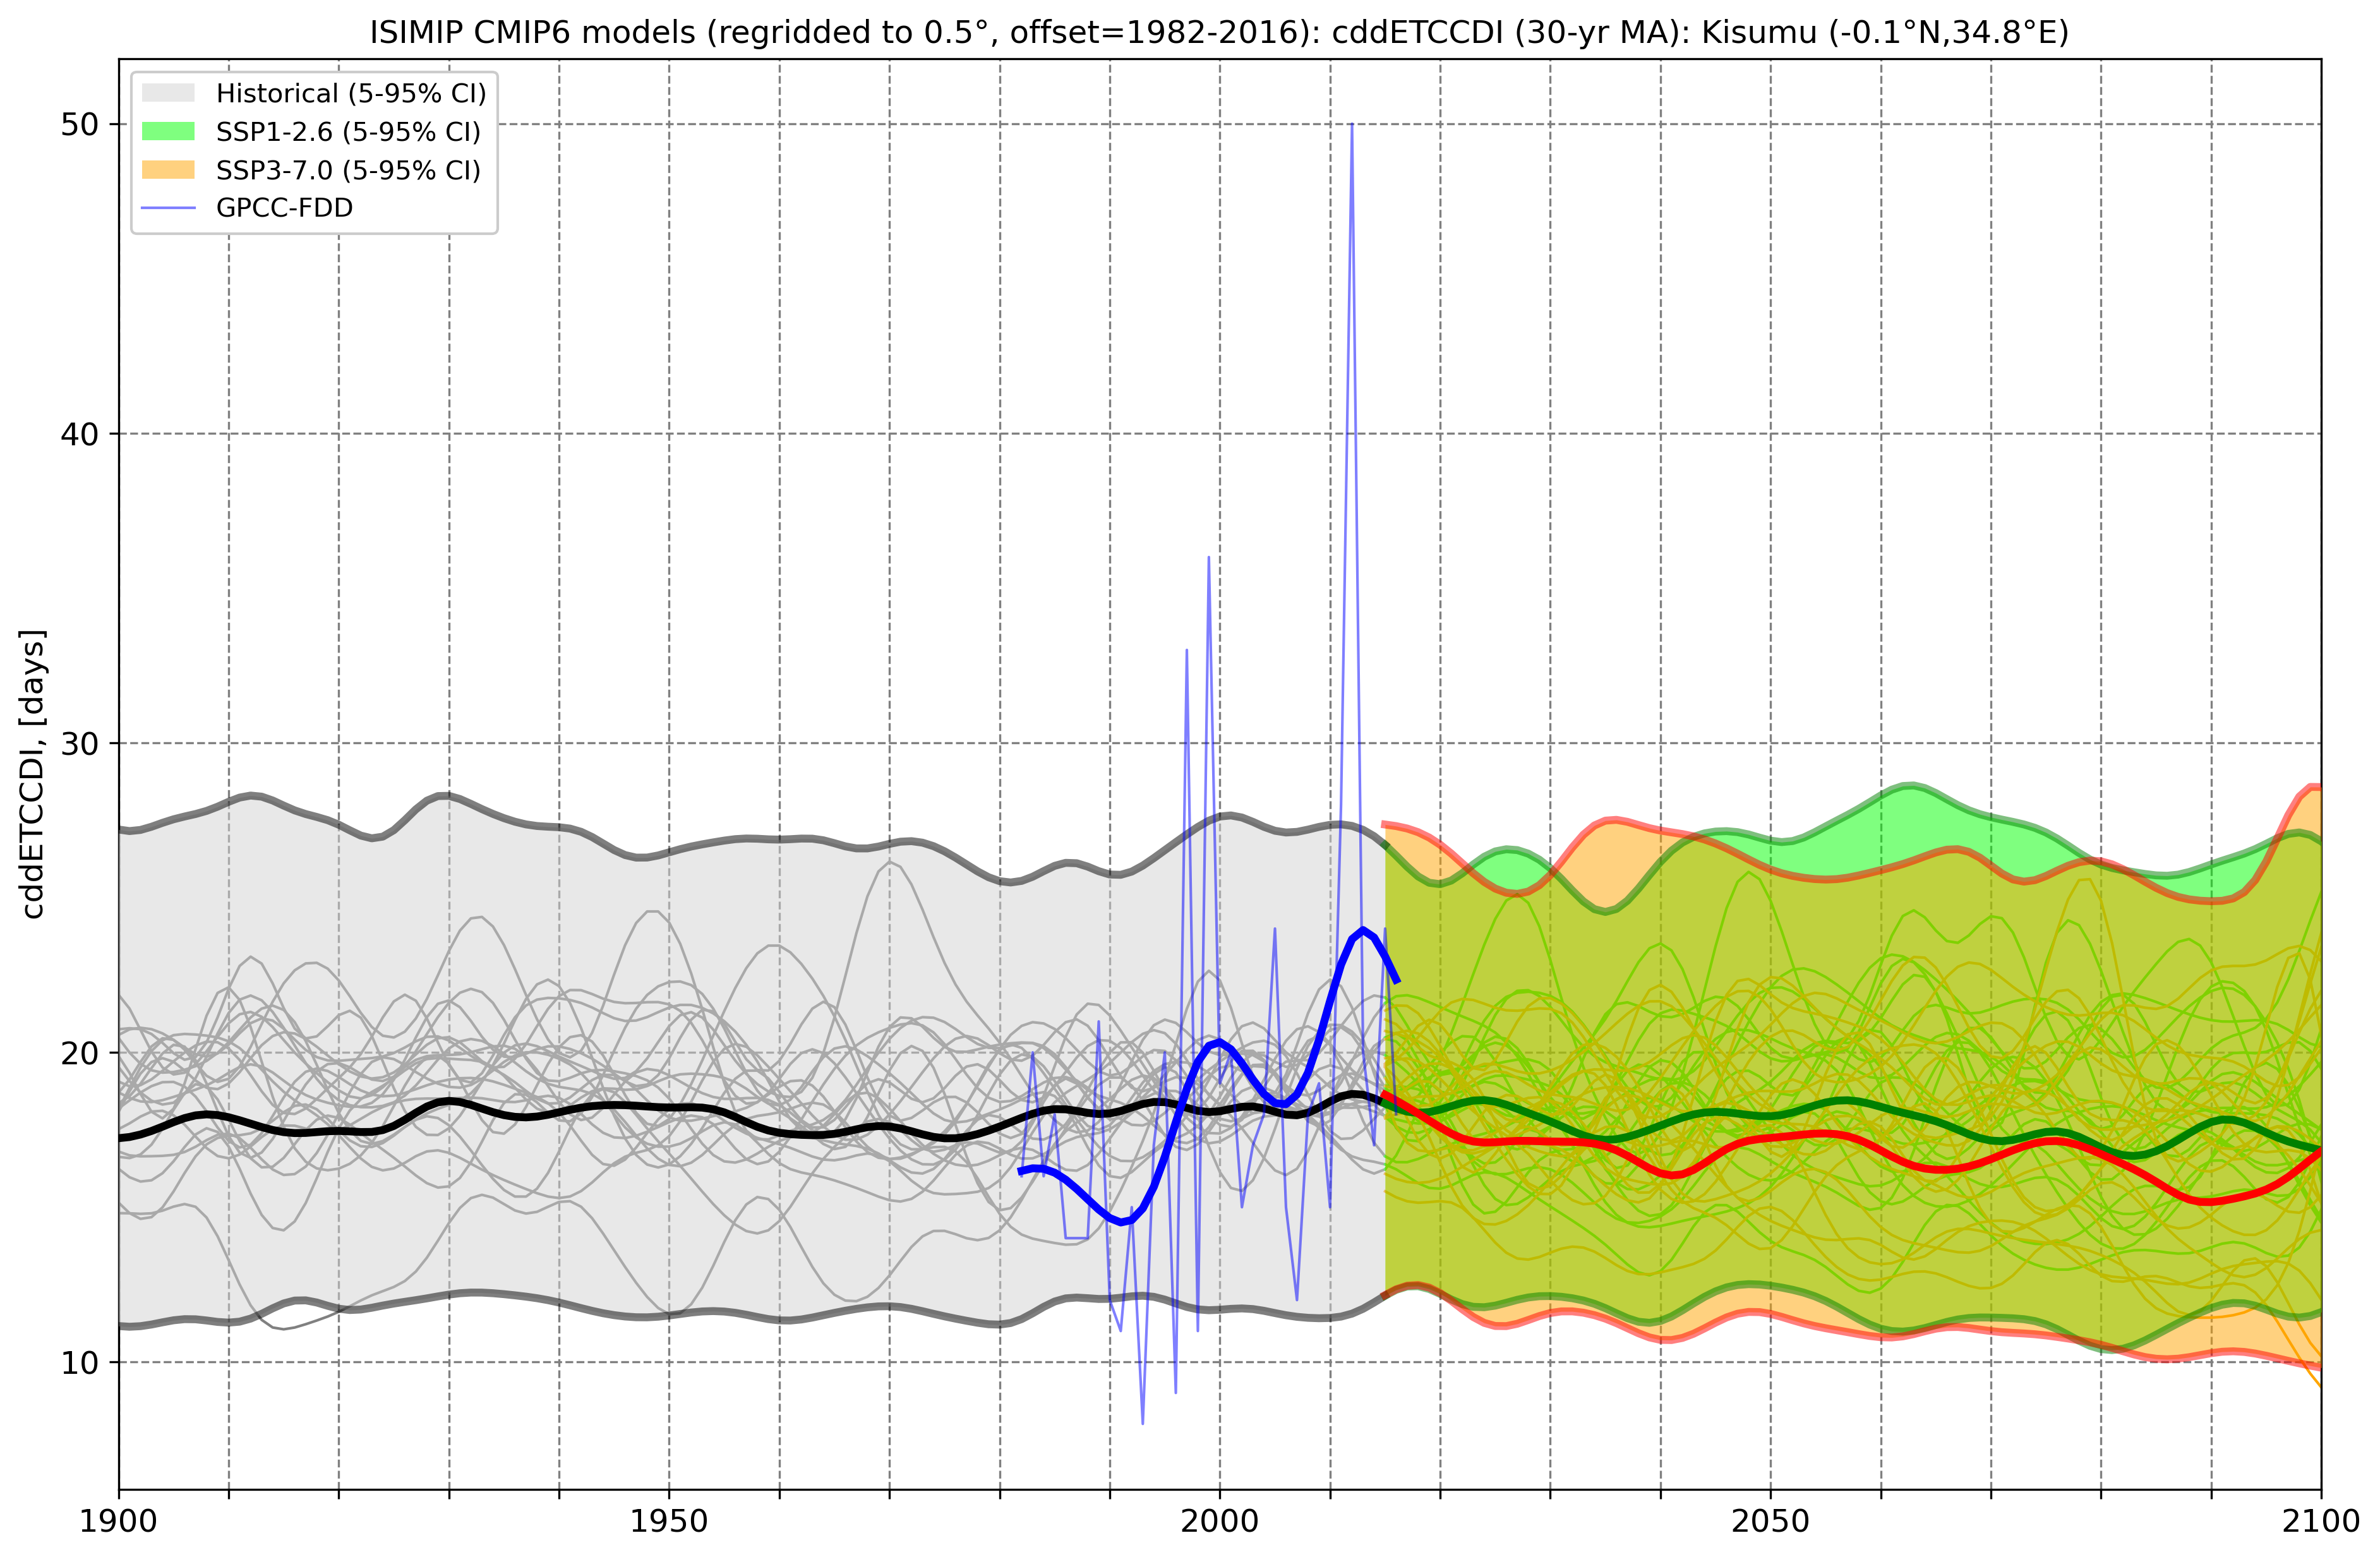 ISIMIP CMIP6 models (regridded to 0.5°, offset=1982-2016): cddETCCDI (30-yr MA): Kisumu (-0.1°N,34.8°E)
Historical (5-95% CI)
SSP1-2.6 (5-95% CI)
SSP3-7.0 (5-95% CI)
GPCC-FDD
cddETCCDI, [days]
50
40
30
20
10
1900
1950
2000
2050
2100